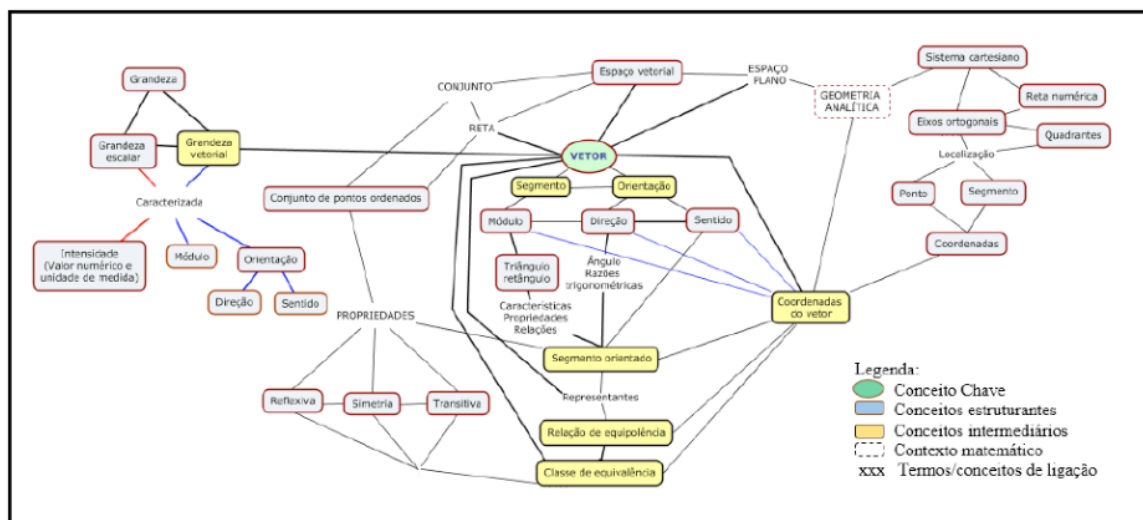 Sistema cartesiano
ESPAÇO
PLANO
Espaço vetorial
Grandeza
CONJUNTO
GEOMETRIA
ANALÍTICA
Reta numérica
Eixos ortogonais
RETA
Quadrantes
Grandeza
escalar
Grandeza
vetorial
VETOR
Localização
Segmento
Orientação
Ponto
Segmento
Conjunto de pontos ordenados
Caracterizada
Módulo
Direção
Sentido
Coordenadas
Intensidade
(Valor numérico e
unidade de medida)
Módulo
Orientação
Triângulo
retângulo
Ângulo
Razões
trigonométricas
Direção
Sentido
Características
Propriedades
Relações
Coordenadas
do vetor
PROPRIEDADES
Segmento orientado
Reflexiva
Simetria
Transitiva
Representantes
Relação de equipolência
Classe de equivalência
Legenda:
Conceito Chave
Conceitos estruturantes
Conceitos intermediários
Contexto matemático
xxx Termos/conceitos de ligação